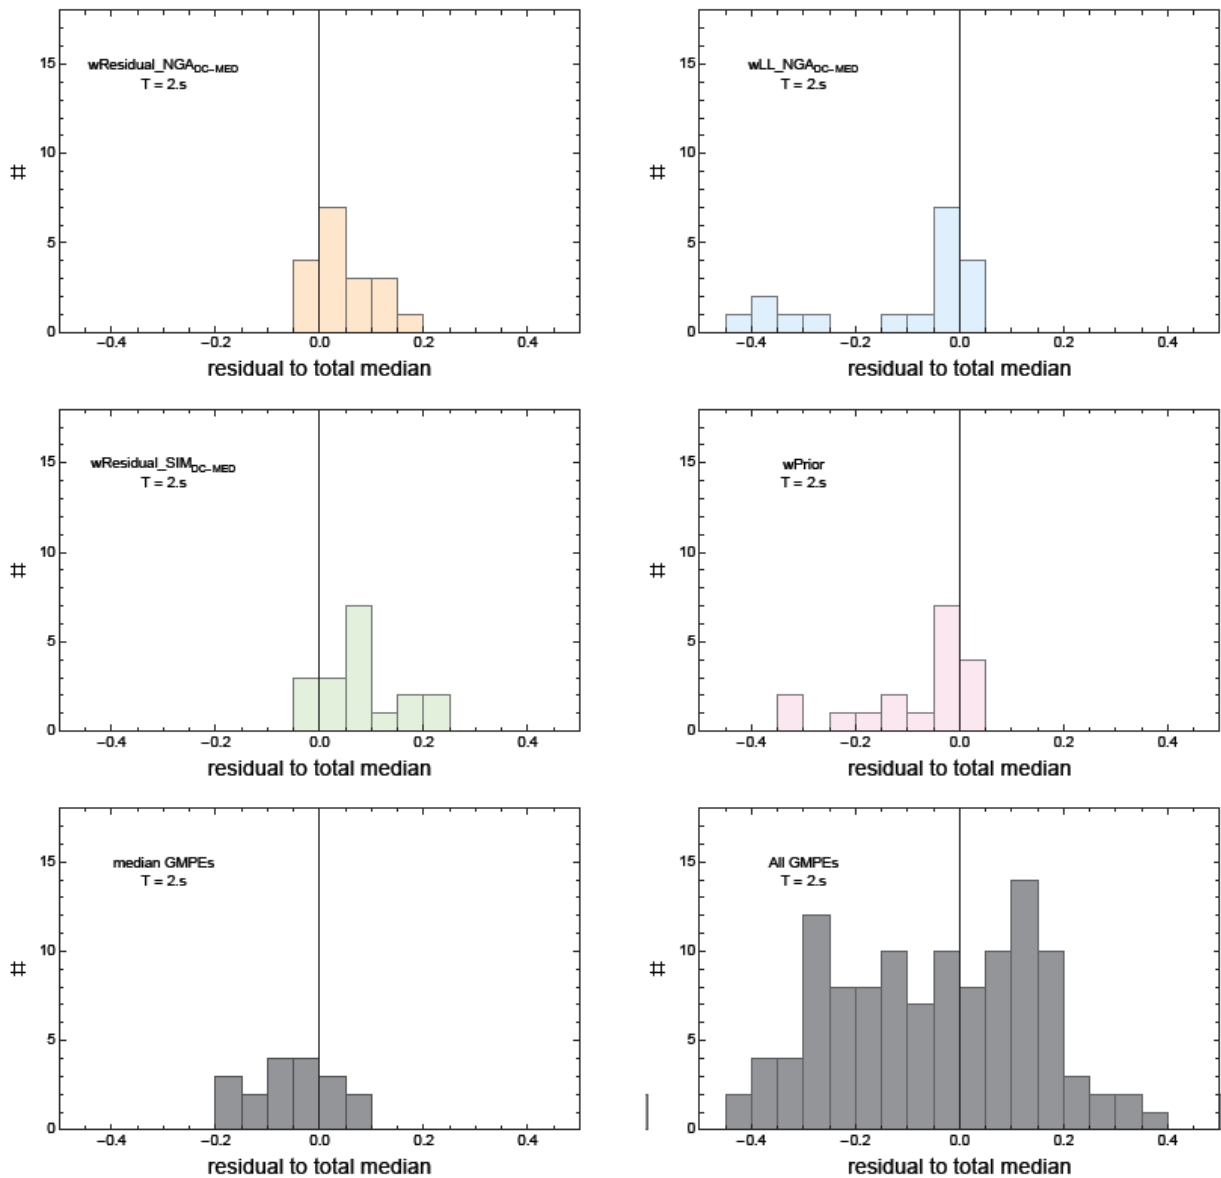 wResidual_NGA_DC-MED
T = 2.s
15
10
5
0
#
−0.4 −0.2 0.0 0.2 0.4
residual to total median
wLL_NGA_DC-MED
T = 2.s
15
10
5
0
#
−0.4 −0.2 0.0 0.2 0.4
residual to total median
wResidual_SIM_DC-MED
T = 2.s
15
10
5
0
#
−0.4 −0.2 0.0 0.2 0.4
residual to total median
wPrior
T = 2.s
15
10
5
0
#
−0.4 −0.2 0.0 0.2 0.4
residual to total median
median GMPEs
T = 2.s
15
10
5
0
#
−0.4 −0.2 0.0 0.2 0.4
residual to total median
All GMPEs
T = 2.s
15
10
5
0
#
−0.4 −0.2 0.0 0.2 0.4
residual to total median